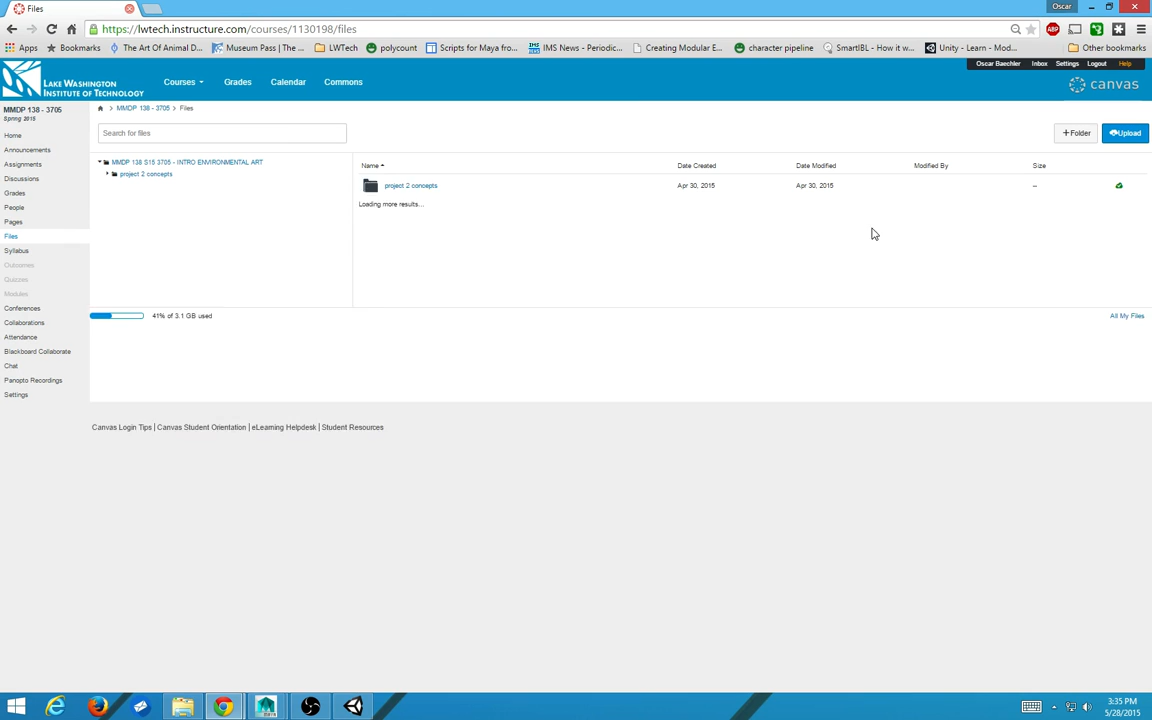 Files
Oscar
https://lwtech.instructure.com/courses/1130198/files
Apps Bookmarks The Art Of Animal D... Museum Pass | The ... LWTech polycount Scripts for Maya fro... IMS News - Periodic... Creating Modular E... character pipeline SmartIBL - How it w... Unity - Learn - Mod... Other bookmarks
Oscar Baechler Inbox Settings Logout Help
LAKE WASHINGTON
INSTITUTE OF TECHNOLOGY
Courses Grades Calendar Commons
canvas
MMDP 138 - 3705
Spring 2015
MMDP 138 - 3705 > Files
Search for files
+ Folder
Upload
Home
Announcements
Assignments
Discussions
Grades
People
Pages
Files
Syllabus
Outcomes
Quizzes
Modules
Conferences
Collaborations
Attendance
Blackboard Collaborate
Chat
Panopto Recordings
Settings
MMDP 138 S15 3705 - INTRO ENVIRONMENTAL ART
project 2 concepts
Name Date Created Date Modified Modified By Size
project 2 concepts Apr 30, 2015 Apr 30, 2015 --
Loading more results...
41% of 3.1 GB used
All My Files
Canvas Login Tips | Canvas Student Orientation | eLearning Helpdesk | Student Resources
3:35 PM
5/28/2015